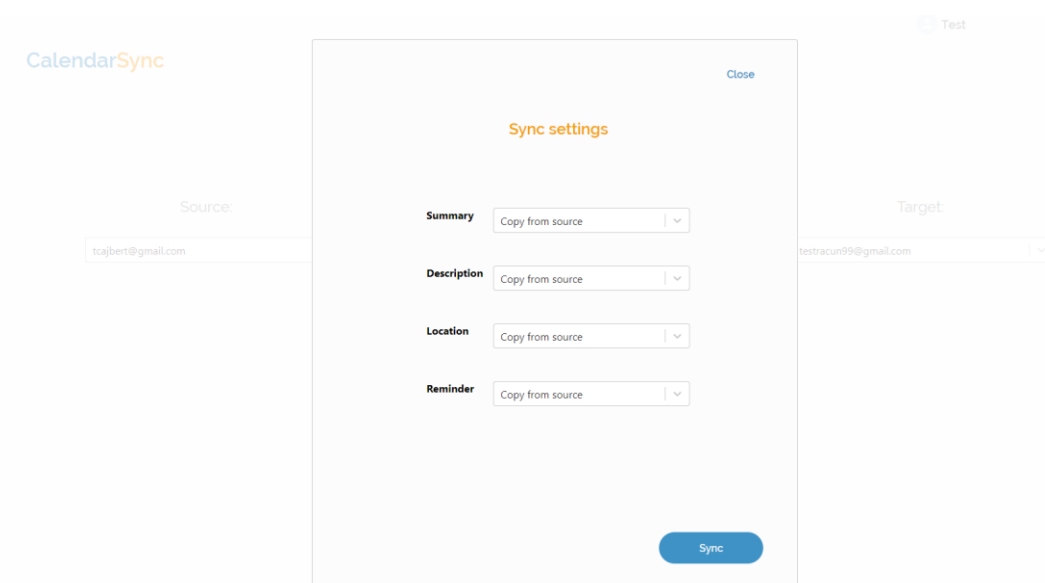 Test
CalendarSync
Close
Sync settings
Source:
Target:
Summary
Copy from source
tcajbert@gmail.com
testracun99@gmail.com
Description
Copy from source
Location
Copy from source
Reminder
Copy from source
Sync